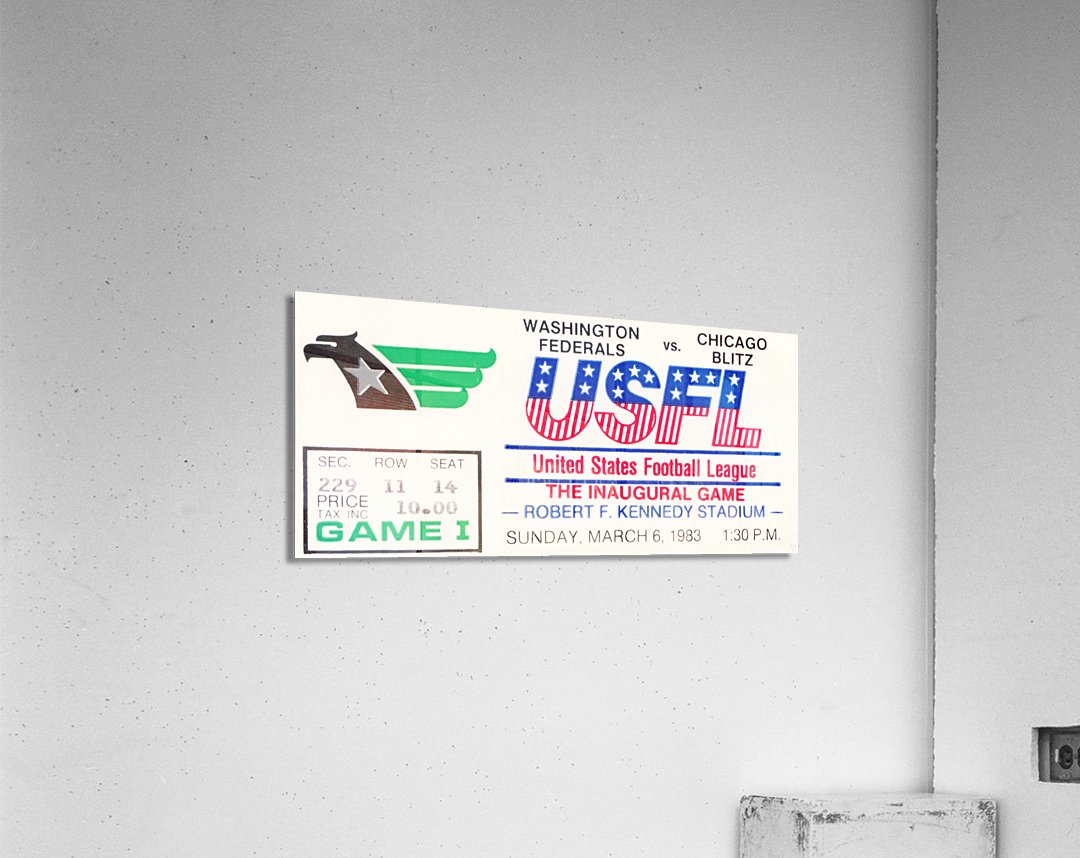 WASHINGTON FEDERALS vs. CHICAGO BLITZ
USFL
United States Football League
THE INAUGURAL GAME
— ROBERT F. KENNEDY STADIUM —
SUNDAY, MARCH 6, 1983 1:30 P.M.
SEC. ROW SEAT
229 11 14
PRICE
TAX INC 10.00
GAME I